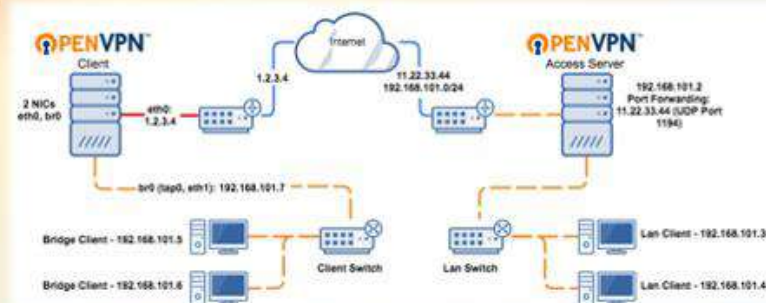 OPENVPN™
Client
Internet
OPENVPN™
Access Server
2 NICs
eth0, br0
eth0:
1.2.3.4
1.2.3.4
11.22.33.44
192.168.101.0/24
192.168.101.2
Port Forwarding:
11.22.33.44 (UDP Port
1194)
br0 (tap0, eth1): 192.168.101.7
Bridge Client - 192.168.101.5
Client Switch
Lan Switch
Lan Client - 192.168.101.3
Bridge Client - 192.168.101.6
Lan Client - 192.168.101.4